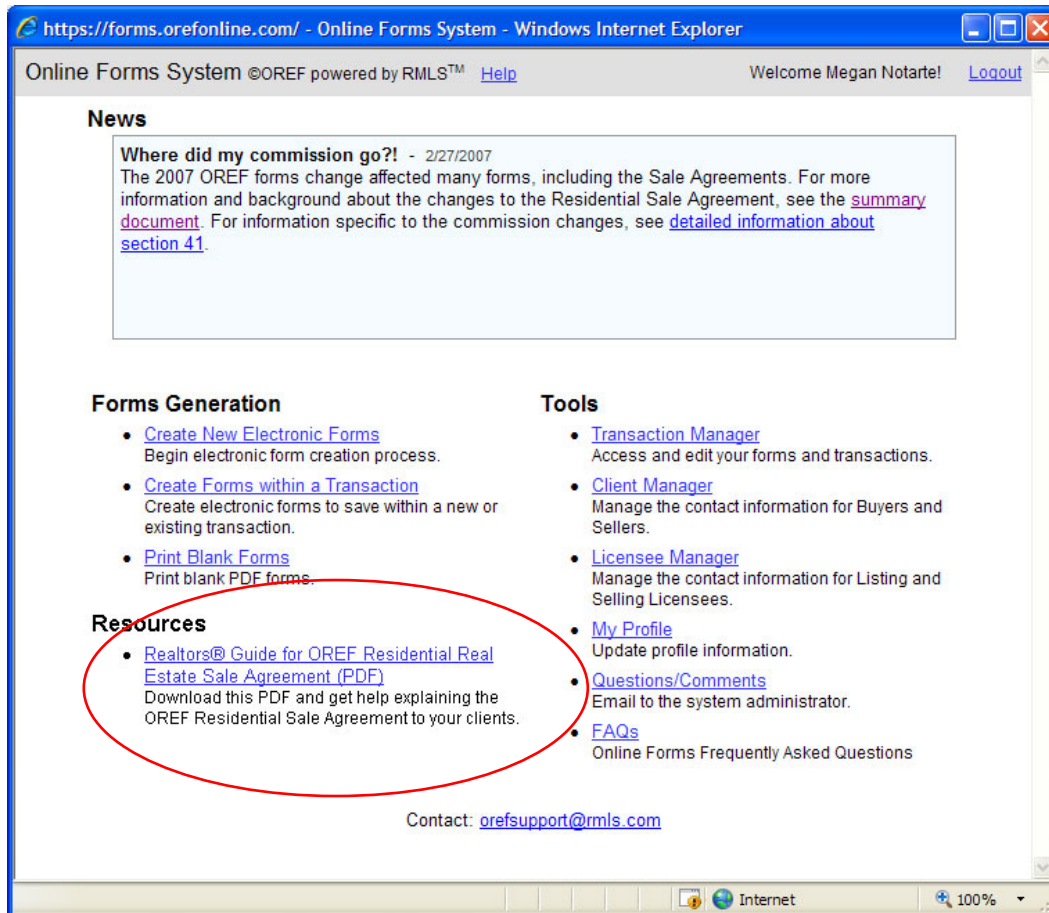 https://forms.orefonline.com/ - Online Forms System - Windows Internet Explorer
Online Forms System ©OREF powered by RMLS™ Help Welcome Megan Notarte! Logout
News
Where did my commission go?! - 2/27/2007
The 2007 OREF forms change affected many forms, including the Sale Agreements. For more
information and background about the changes to the Residential Sale Agreement, see the summary
document. For information specific to the commission changes, see detailed information about
section 41.
Forms Generation
• Create New Electronic Forms
Begin electronic form creation process.
• Create Forms within a Transaction
Create electronic forms to save within a new or
existing transaction.
• Print Blank Forms
Print blank PDF forms.
Resources
• Realtors® Guide for OREF Residential Real
Estate Sale Agreement (PDF)
Download this PDF and get help explaining the
OREF Residential Sale Agreement to your clients.
Tools
• Transaction Manager
Access and edit your forms and transactions.
• Client Manager
Manage the contact information for Buyers and
Sellers.
• Licensee Manager
Manage the contact information for Listing and
Selling Licensees.
• My Profile
Update profile information.
• Questions/Comments
Email to the system administrator.
• FAQs
Online Forms Frequently Asked Questions
Contact: orefsupport@rmls.com
Internet 100%